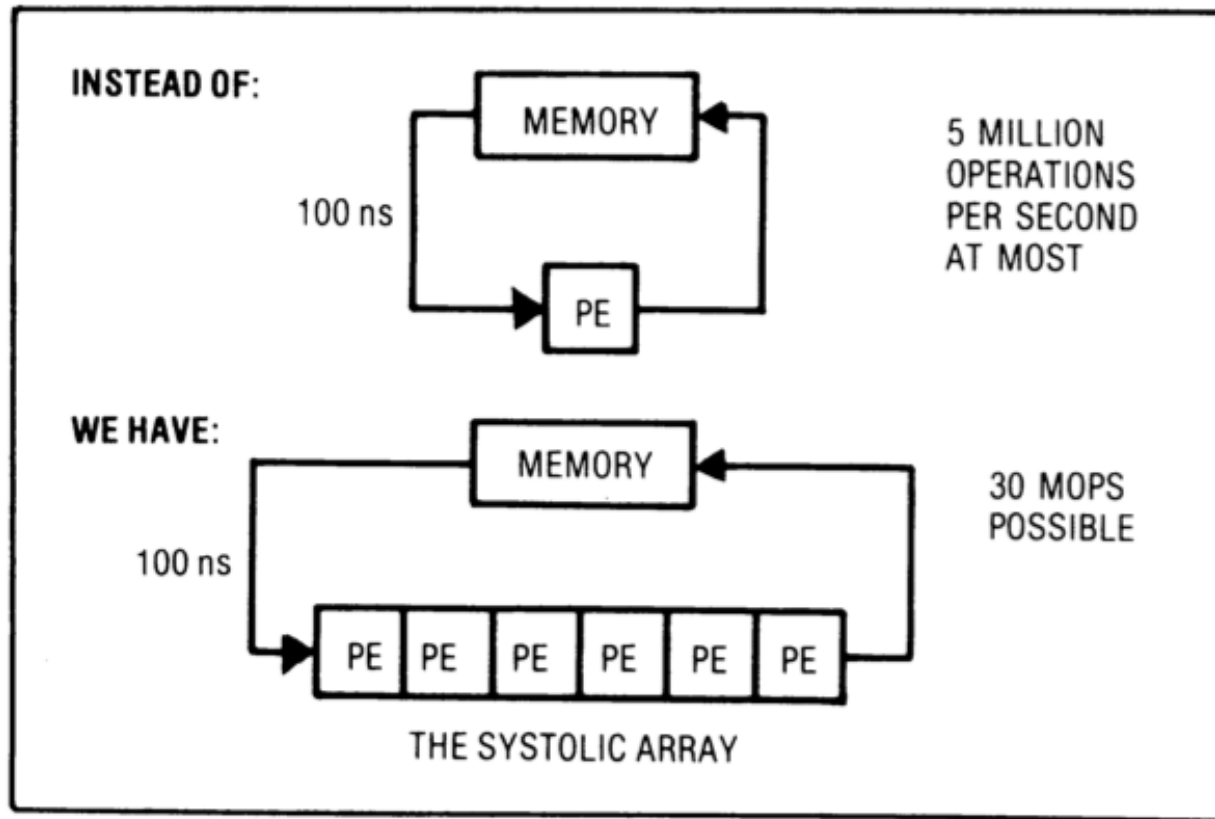 INSTEAD OF:
MEMORY
100 ns
PE
5 MILLION
OPERATIONS
PER SECOND
AT MOST
WE HAVE:
MEMORY
100 ns
30 MOPS
POSSIBLE
PE PE PE PE PE PE
THE SYSTOLIC ARRAY